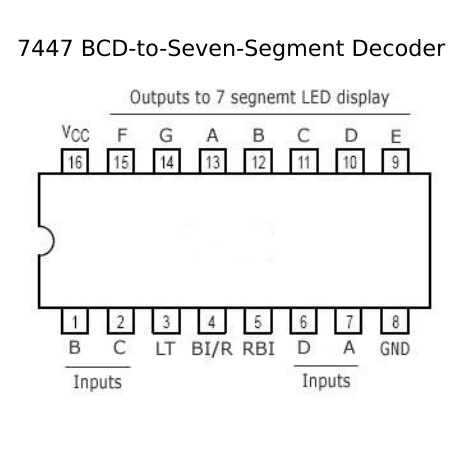 7447 BCD-to-Seven-Segment Decoder
Outputs to 7 segnemt LED display
VCC F G A B C D E
16 15 14 13 12 11 10 9
1 2 3 4 5 6 7 8
B C LT BI/R RBI D A GND
Inputs Inputs